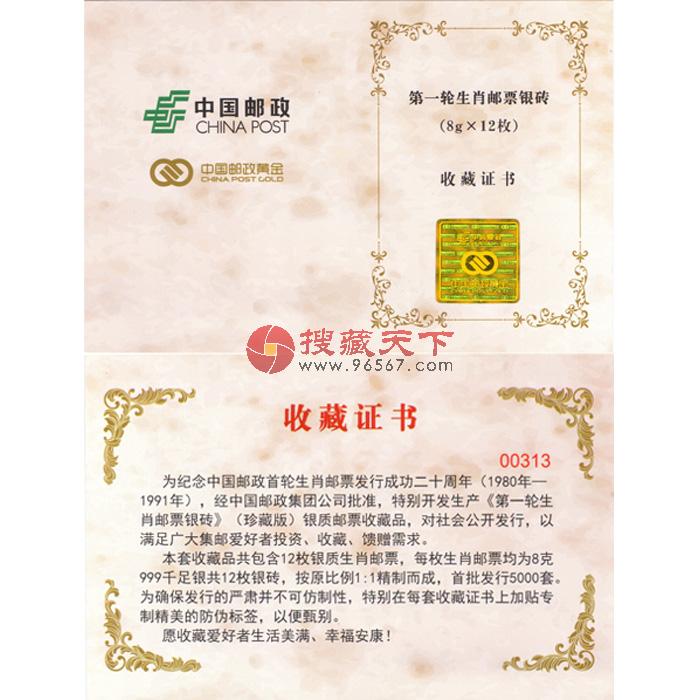 中国邮政
CHINA POST
中国邮政黄金
CHINA POST GOLD
第一轮生肖邮票银砖
(8g×12枚)
收藏证书
搜藏天下
www.96567.com
收藏证书
00313
为纪念中国邮政首轮生肖邮票发行成功二十周年（1980年—
1991年），经中国邮政集团公司批准，特别开发生产《第一轮生
肖邮票银砖》（珍藏版）银质邮票收藏品，对社会公开发行，以
满足广大集邮爱好者投资、收藏、馈赠需求。
本套收藏品共包含12枚银质生肖邮票，每枚生肖邮票均为8克
999千足银共12枚银砖，按原比例1:1精制而成，首批发行5000套。
为确保发行的严肃并不可仿制性，特别在每套收藏证书上加贴专
制精美的防伪标签，以便甄别。
愿收藏爱好者生活美满、幸福安康！